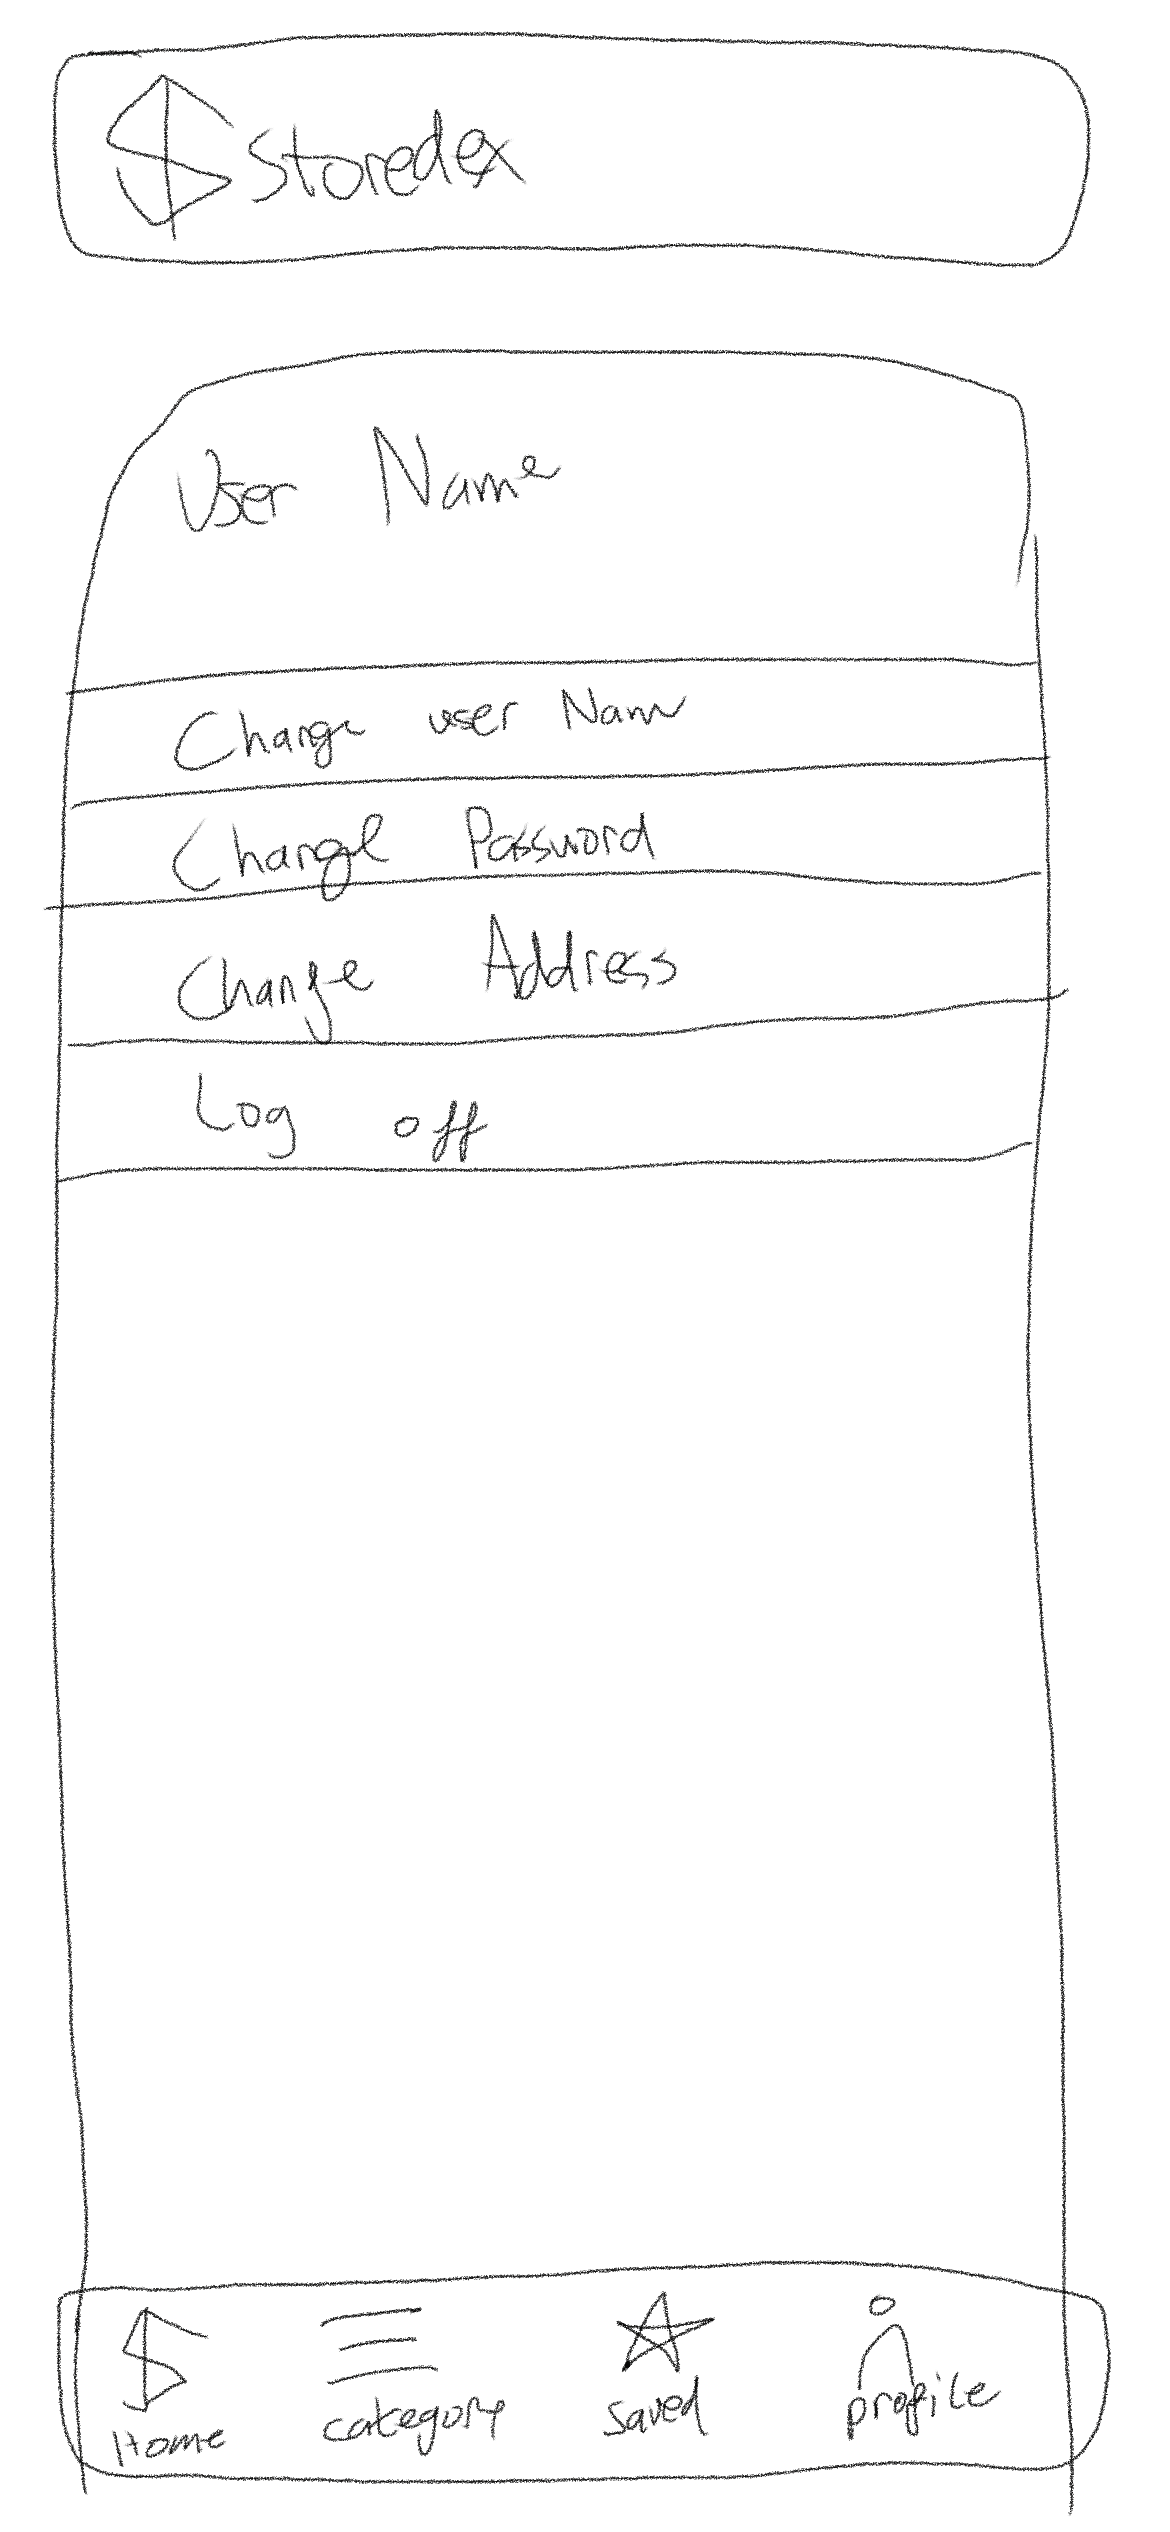 $ Storedex
User Name
Change user Nam
Change Password
Change Address
Log off
Home category saved profile